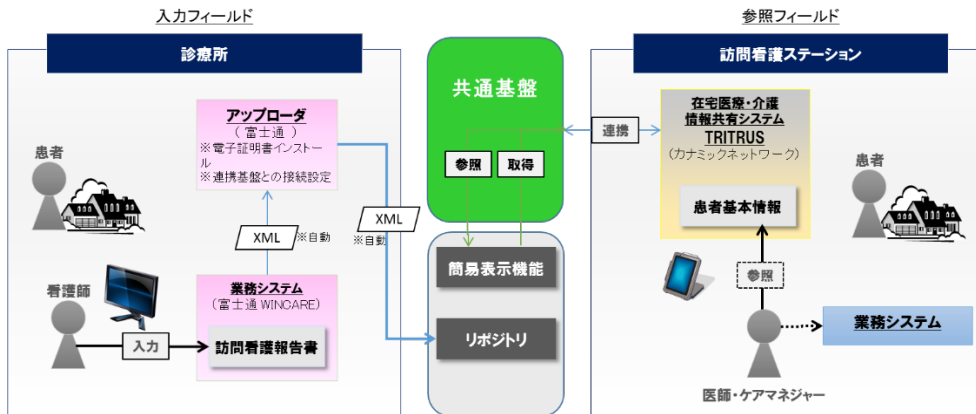 入力フィールド
参照フィールド
診療所
共通基盤
訪問看護ステーション
アップローダ
( 富士通 )
※電子証明書インストー
ル
※連携基盤との接続設定
患者
XML
※自動
XML
※自動
看護師
業務システム
(富士通 WINCARE)
入力
訪問看護報告書
参照
取得
簡易表示機能
リポジトリ
連携
在宅医療・介護
情報共有システム
TRITRUS
(カナミックネットワーク)
患者基本情報
患者
参照
業務システム
医師・ケアマネジャー